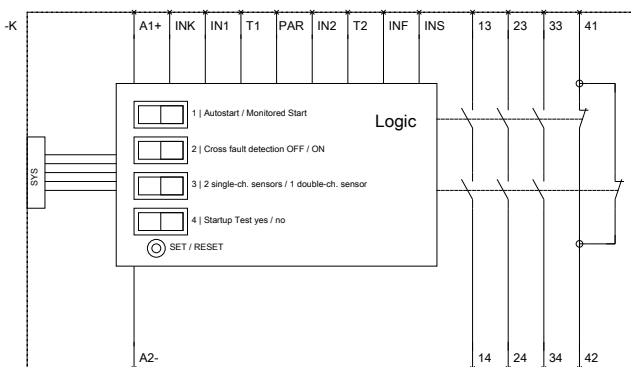 -K
A1+ INK IN1 T1 PAR IN2 T2 INF INS 13 23 33 41
1 | Autostart / Monitored Start
Logic
2 | Cross fault detection OFF / ON
SYS
3 | 2 single-ch. sensors / 1 double-ch. sensor
4 | Startup Test yes / no
SET / RESET
A2- 14 24 34 42